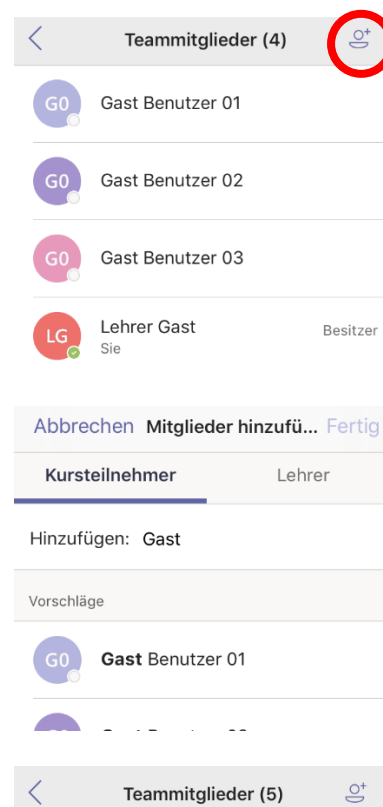 Teammitglieder (4)
G0
Gast Benutzer 01
G0
Gast Benutzer 02
G0
Gast Benutzer 03
LG
Lehrer Gast
Besitzer
Sie
Abbrechen Mitglieder hinzufü... Fertig
Kursteilnehmer Lehrer
Hinzufügen: Gast
Vorschläge
G0
Gast Benutzer 01
Teammitglieder (5)